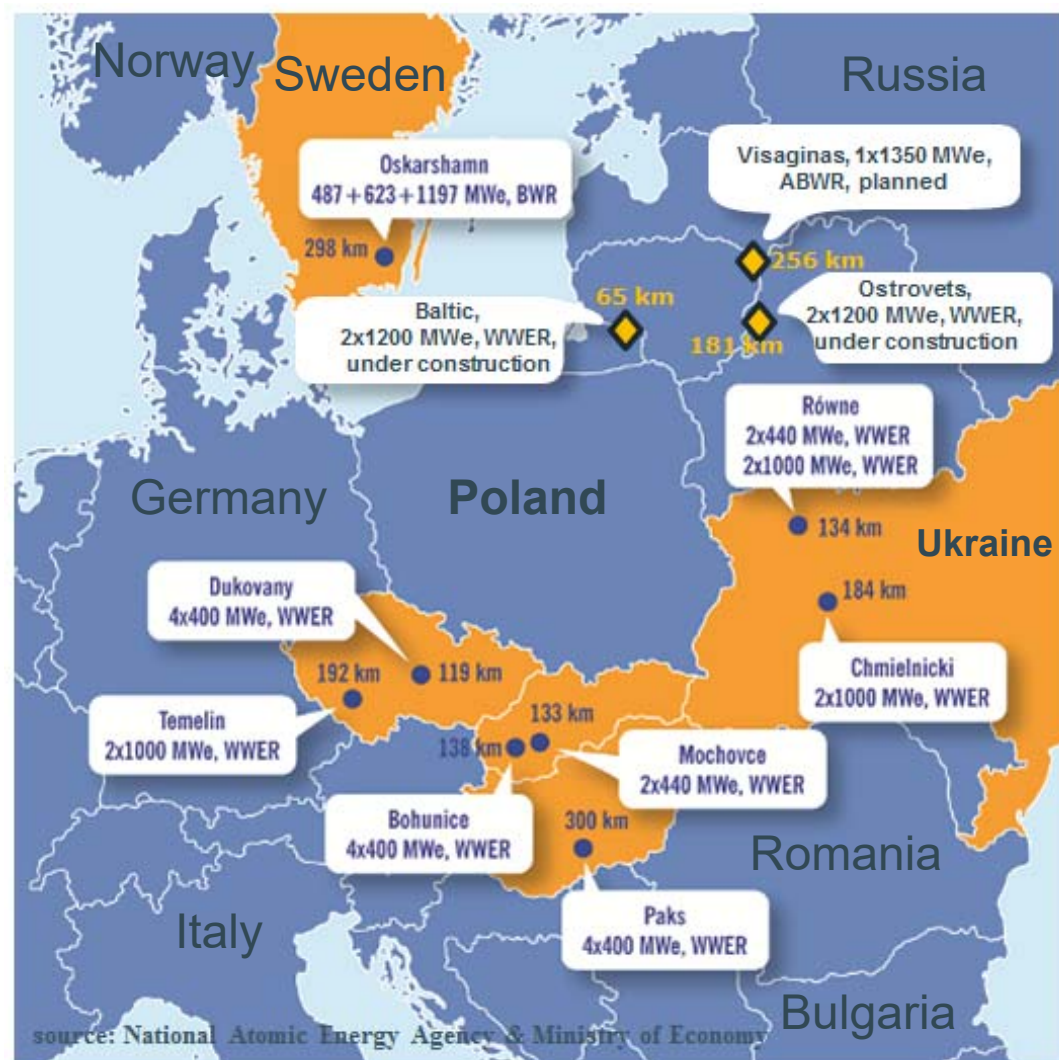 Norway
Sweden
Russia
Oskarshamn
487+623+1197 MWe, BWR
298 km
Visaginas, 1x1350 MWe,
ABWR, planned
256 km
65 km
Baltic,
2x1200 MWe, WWER,
under construction
181 km
Ostrovets,
2x1200 MWe, WWER,
under construction
Równe
2x440 MWe, WWER
2x1000 MWe, WWER
Germany
Poland
134 km
Ukraine
Dukovany
4x400 MWe, WWER
184 km
192 km
119 km
Chmielnicki
2x1000 MWe, WWER
Temelin
2x1000 MWe, WWER
133 km
138 km
Mochovce
2x440 MWe, WWER
Bohunice
4x400 MWe, WWER
300 km
Romania
Italy
Paks
4x400 MWe, WWER
Bulgaria
source: National Atomic Energy Agency & Ministry of Economy